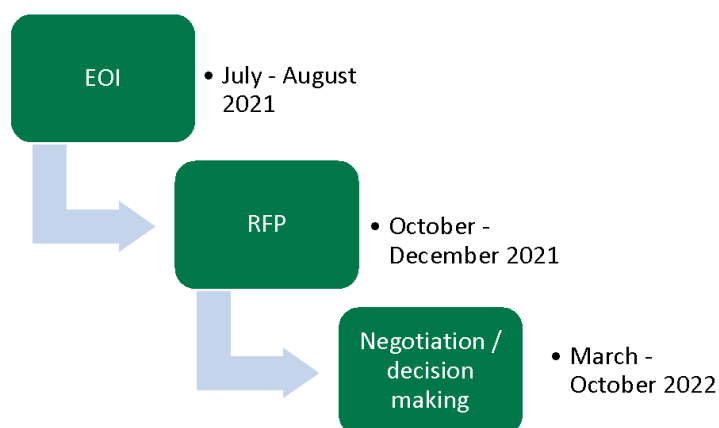 EOI
• July - August
2021
RFP
• October -
December 2021
Negotiation /
decision
making
• March -
October 2022